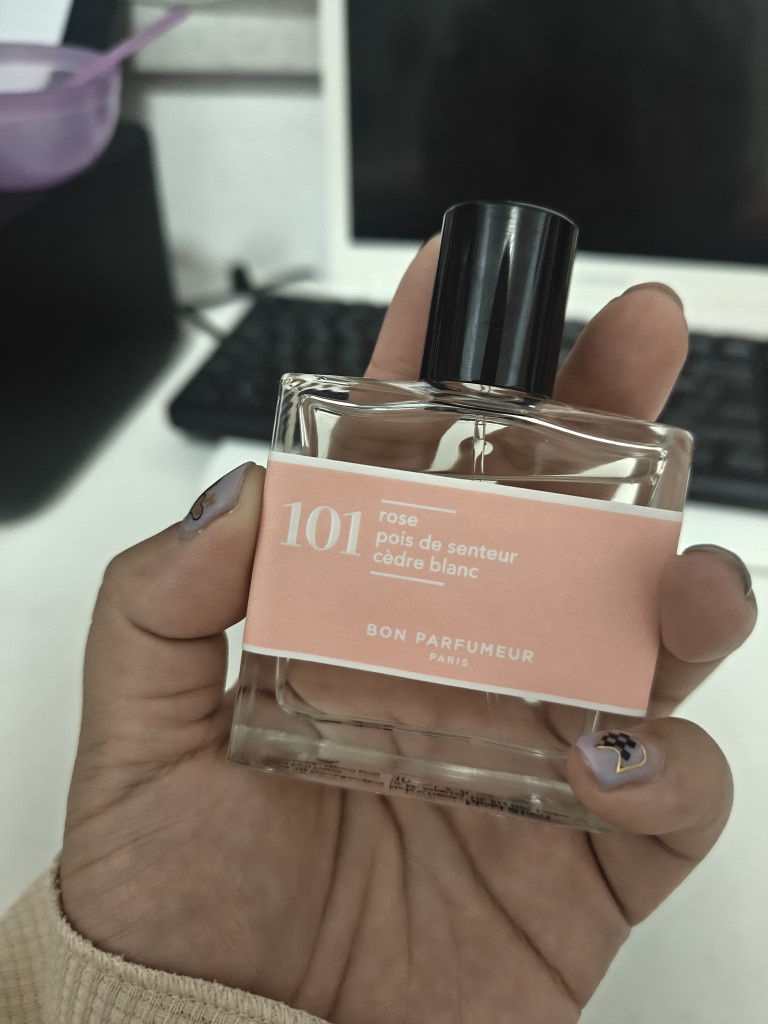 101
rose
pois de senteur
cèdre blanc
BON PARFUMEUR
PARIS